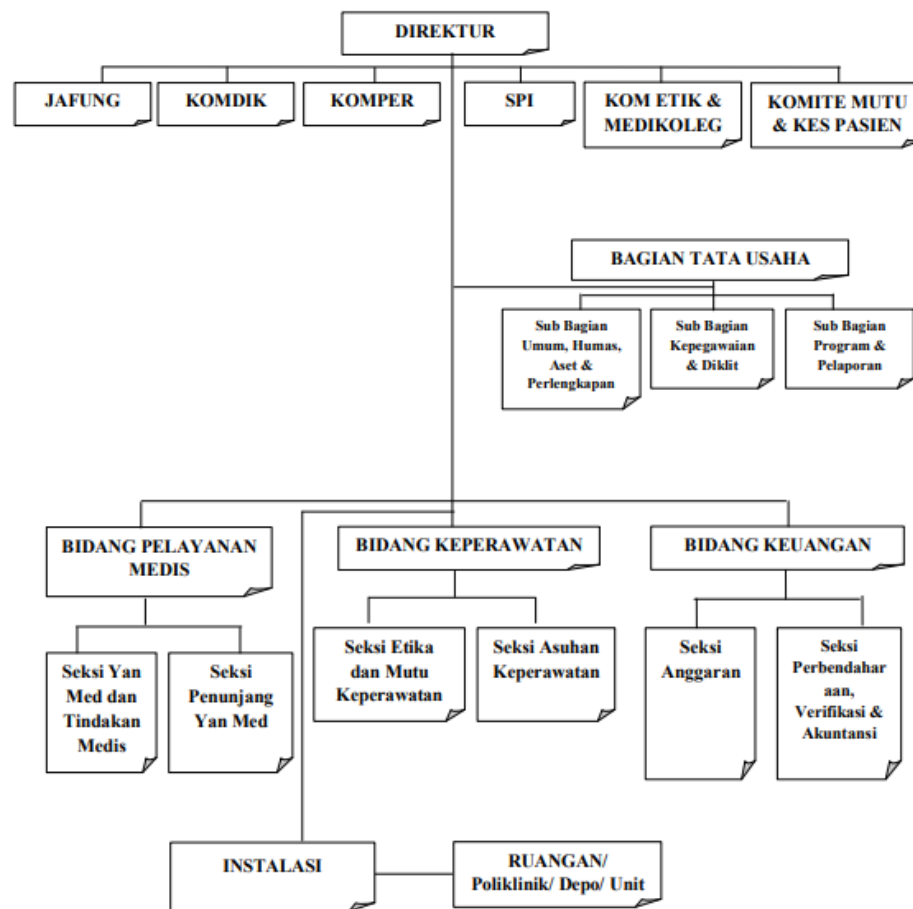 DIREKTUR
JAFUNG
KOMDIK
KOMPER
SPI
KOM ETIK &
MEDIKOLEG
KOMITE MUTU
& KES PASIEN
BAGIAN TATA USAHA
Sub Bagian
Umum, Humas,
Aset &
Perlengkapan
Sub Bagian
Kepegawaian
& Diklit
Sub Bagian
Program &
Pelaporan
BIDANG PELAYANAN
MEDIS
BIDANG KEPERAWATAN
BIDANG KEUANGAN
Seksi Yan
Med dan
Tindakan
Medis
Seksi
Penunjang
Yan Med
Seksi Etika
dan Mutu
Keperawatan
Seksi Asuhan
Keperawatan
Seksi
Anggaran
Seksi
Perbendahar
aan,
Verifikasi &
Akuntansi
INSTALASI
RUANGAN/
Poliklinik/ Depo/ Unit